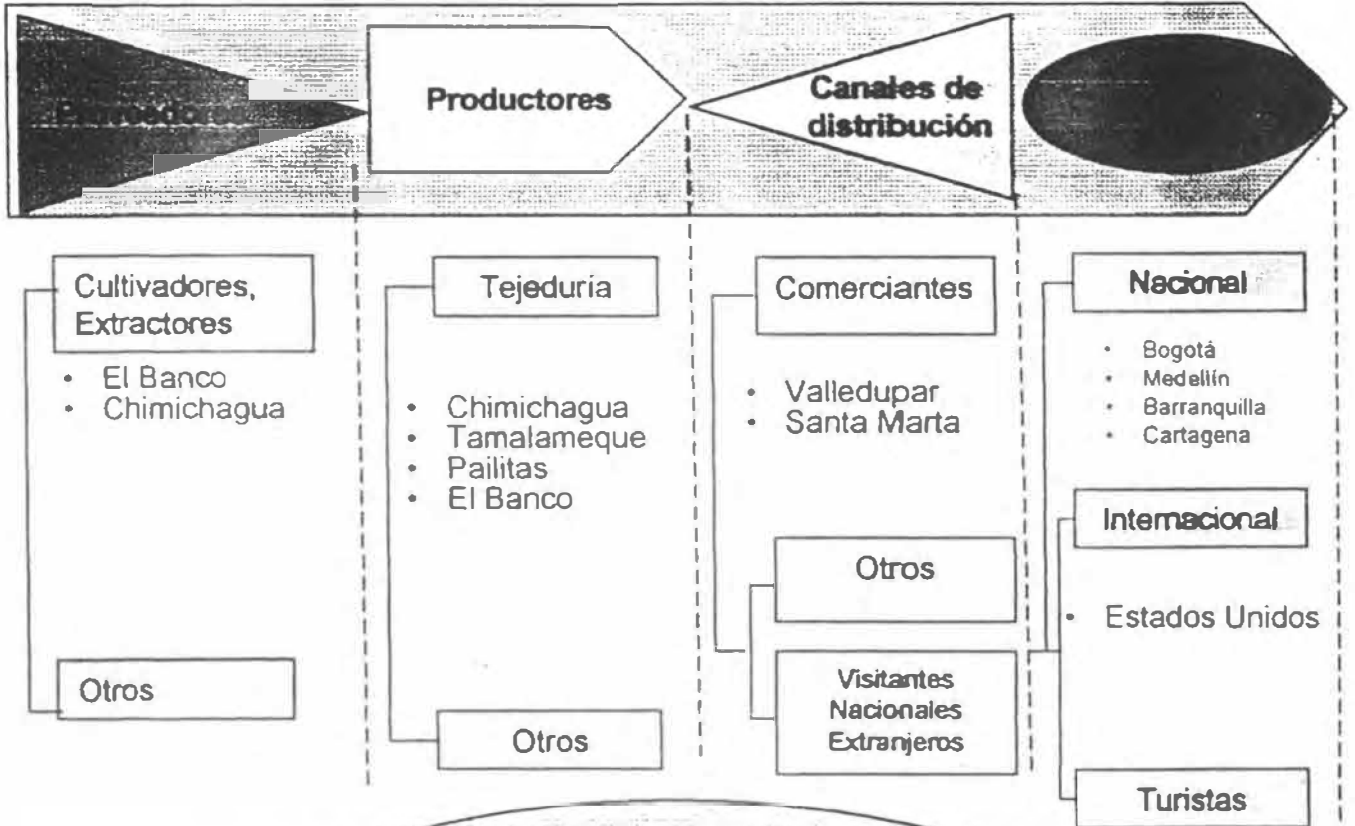 Proveedores
Productores
Canales de
distribución
Cultivadores,
Extractores
• El Banco
• Chimichagua
Otros
Tejeduría
• Chimichagua
• Tamalameque
• Pailitas
• El Banco
Otros
Comerciantes
• Valledupar
• Santa Marta
Otros
Visitantes
Nacionales
Extranjeros
Nacional
• Bogotá
• Medellín
• Barranquilla
• Cartagena
Internacional
• Estados Unidos
Turistas